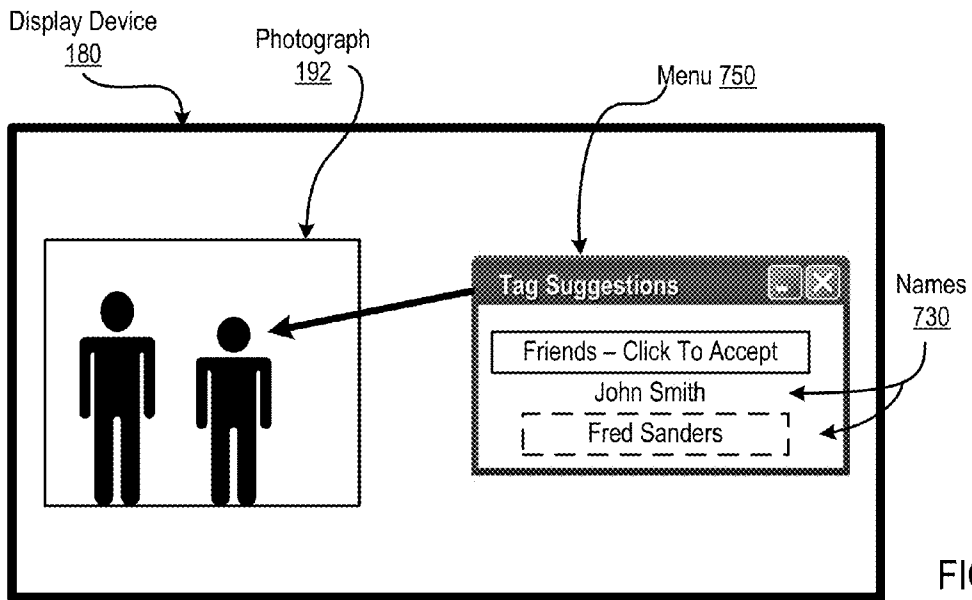 Display Device
180
Photograph
192
Menu 750
Tag Suggestions
Names
730
Friends – Click To Accept
John Smith
Fred Sanders